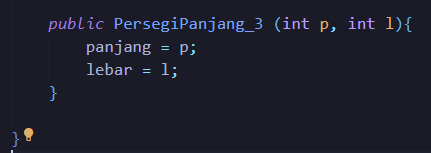 public PersegiPanjang_3 (int p, int l){
panjang = p;
lebar = l;
}
}